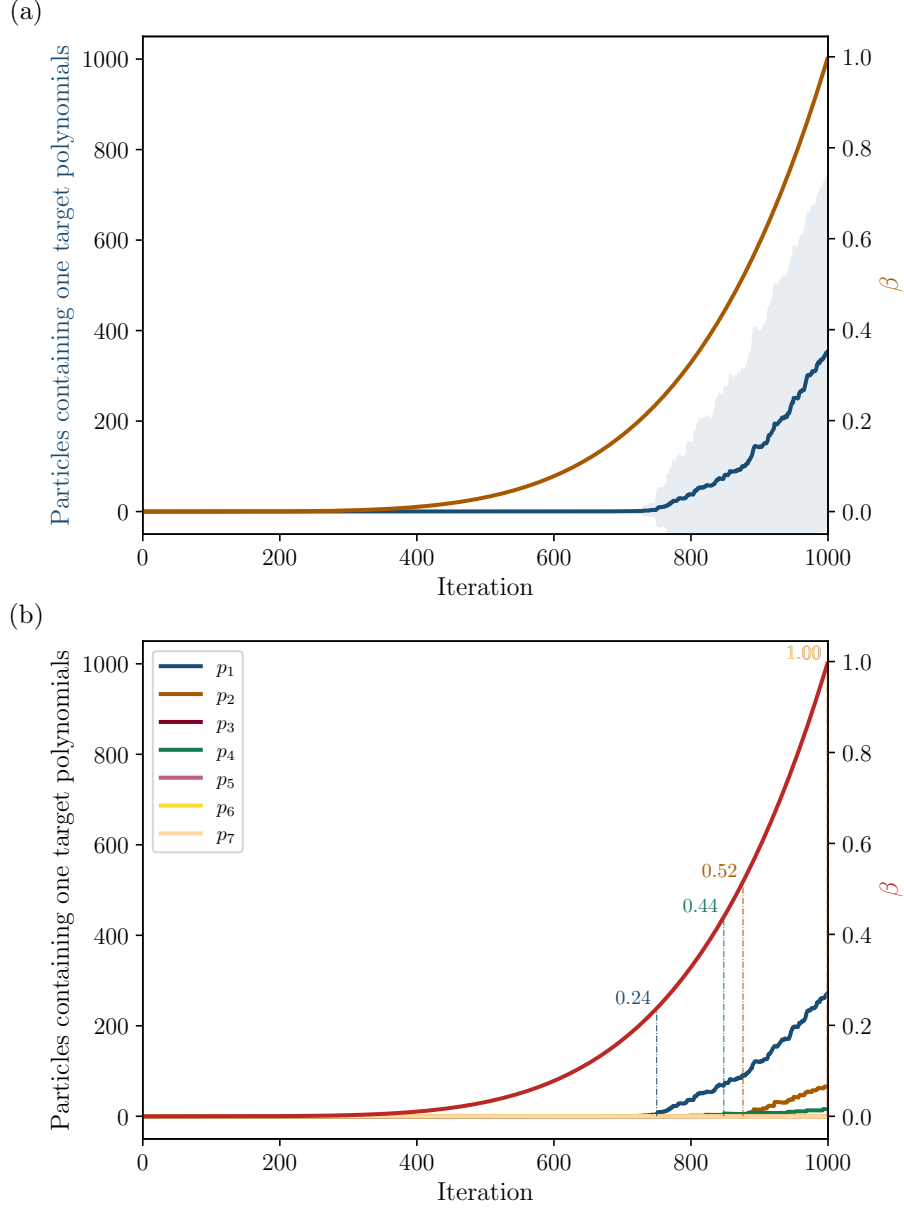 (a)
Particles containing one target polynomials
1000
800
600
400
200
0
1.0
0.8
0.6
0.4
0.2
0.0
β
0
200
400
600
800
1000
Iteration
(b)
Particles containing one target polynomials
1000
800
600
400
200
0
p₁
p₂
p₃
p₄
p₅
p₆
p₇
0.24
0.44
0.52
1.00
1.0
0.8
0.6
0.4
0.2
0.0
β
0
200
400
600
800
1000
Iteration